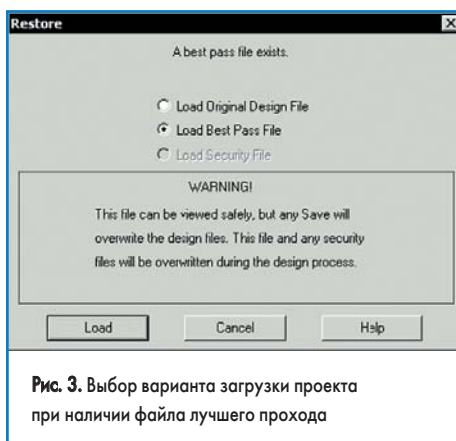 Restore
A best pass file exists.
Load Original Design File
Load Best Pass File
Load Security File
WARNING!
This file can be viewed safely, but any Save will
overwrite the design files. This file and any security
files will be overwritten during the design process.
Load Cancel Help
Рис. 3. Выбор варианта загрузки проекта
при наличии файла лучшего прохода